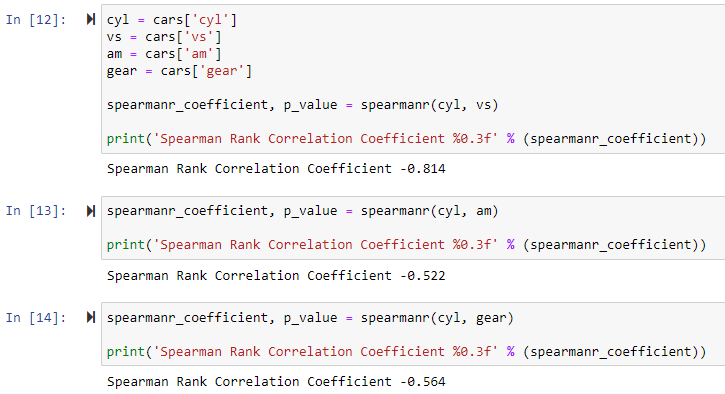 In [12]:
cyl = cars['cyl']
vs = cars['vs']
am = cars['am']
gear = cars['gear']
spearmanr_coefficient, p_value = spearmanr(cyl, vs)
print('Spearman Rank Correlation Coefficient %0.3f' % (spearmanr_coefficient))
Spearman Rank Correlation Coefficient -0.814
In [13]:
spearmanr_coefficient, p_value = spearmanr(cyl, am)
print('Spearman Rank Correlation Coefficient %0.3f' % (spearmanr_coefficient))
Spearman Rank Correlation Coefficient -0.522
In [14]:
spearmanr_coefficient, p_value = spearmanr(cyl, gear)
print('Spearman Rank Correlation Coefficient %0.3f' % (spearmanr_coefficient))
Spearman Rank Correlation Coefficient -0.564